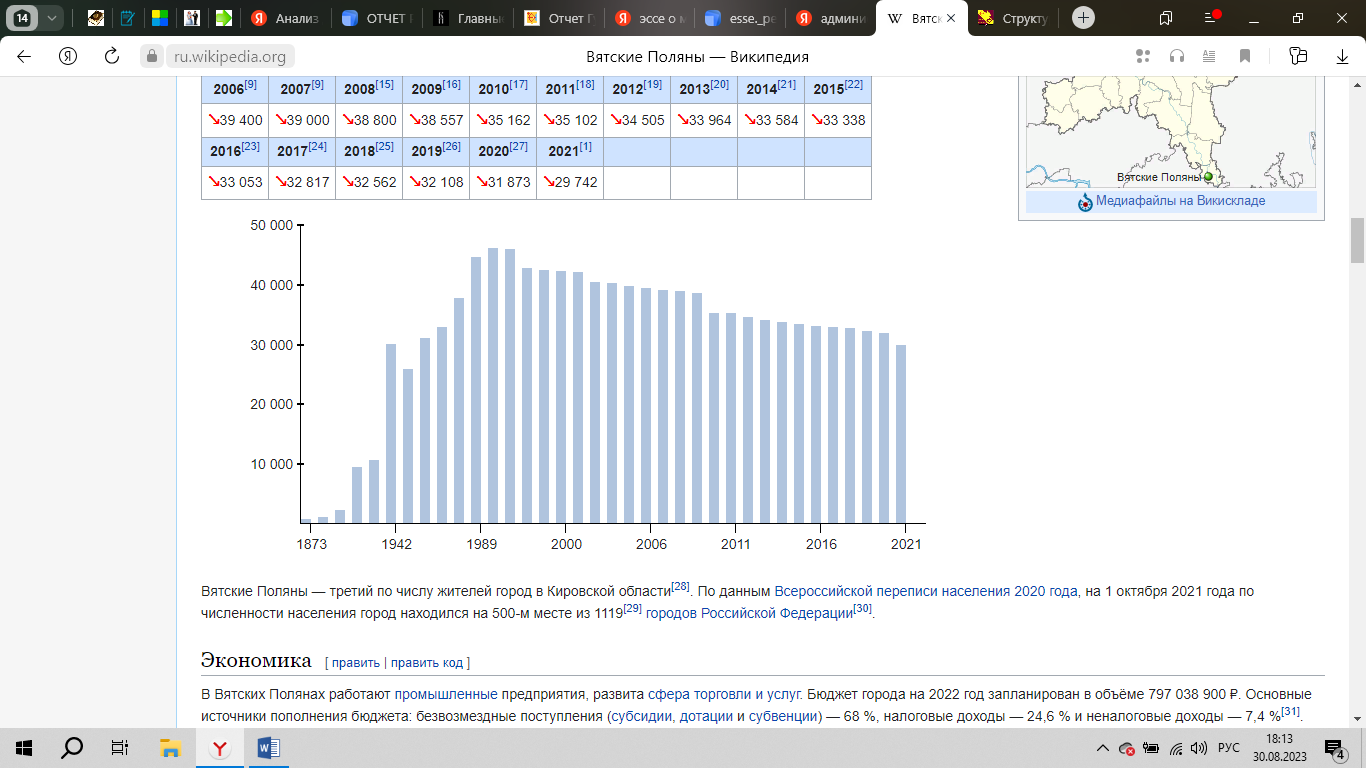 14 Анализ ОТЧЕТ Главны Отчет Г эссе о м esse._pe админи Вятск Структу
ru.wikipedia.org Вятские Поляны — Википедия
2006[9] 2007[9] 2008[15] 2009[16] 2010[17] 2011[18] 2012[19] 2013[20] 2014[21] 2015[22]
↘39 400 ↘39 000 ↘38 800 ↘38 557 ↘35 162 ↘35 102 ↘34 505 ↘33 964 ↘33 584 ↘33 338
2016[23] 2017[24] 2018[25] 2019[26] 2020[27] 2021[1]
↘33 053 ↘32 817 ↘32 562 ↘32 108 ↘31 873 ↘29 742
Вятские Поляны
Медиафайлы на Викискладе
50 000
40 000
30 000
20 000
10 000
1873 1942 1989 2000 2006 2011 2016 2021
Вятские Поляны — третий по числу жителей город в Кировской области[28]. По данным Всероссийской переписи населения 2020 года, на 1 октября 2021 года по
численности населения город находился на 500-м месте из 1119[29] городов Российской Федерации[30].
Экономика [ править | править код ]
В Вятских Полянах работают промышленные предприятия, развита сфера торговли и услуг. Бюджет города на 2022 год запланирован в объёме 797 038 900 ₽. Основные
источники пополнения бюджета: безвозмездные поступления (субсидии, дотации и субвенции) — 68 %, налоговые доходы — 24,6 % и неналоговые доходы — 7,4 %[31].
РУС
18:13
30.08.2023
4